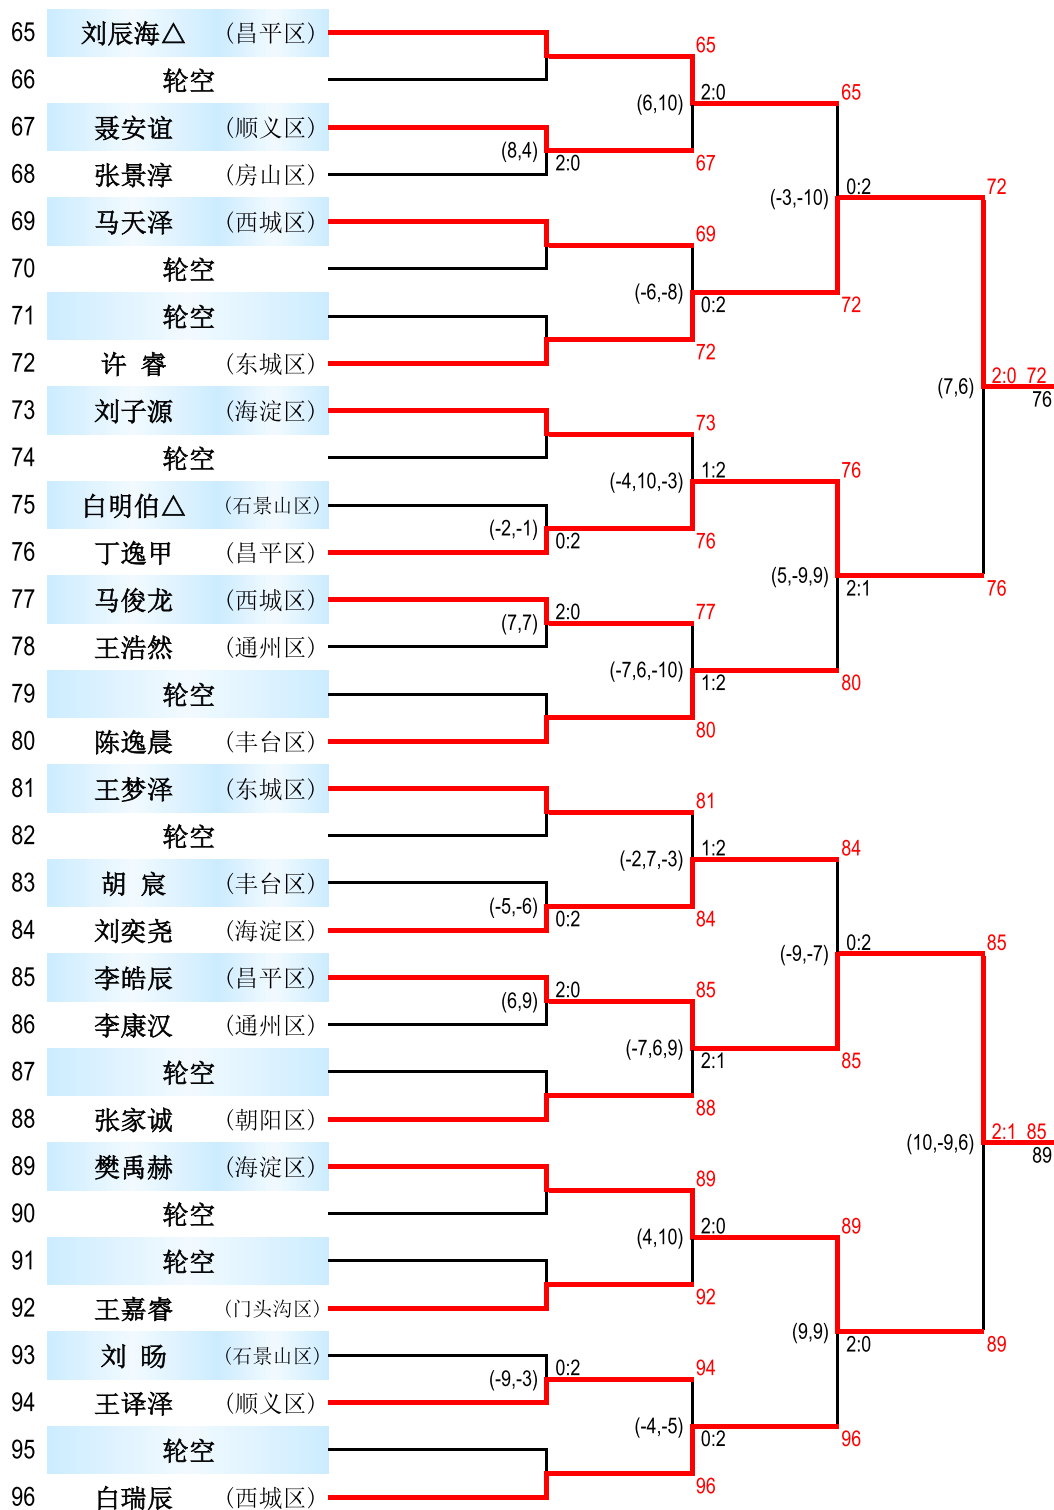 65 刘辰海△ (昌平区)
65
66 轮空
(6,10) 2:0 65
67 聂安谊 (顺义区)
(8,4) 2:0 67
68 张景淳 (房山区)
(-3,-10) 0:2 72
69 马天泽 (西城区)
69
70 轮空
(-6,-8) 0:2 72
71 轮空
72
72 许 睿 (东城区)
(7,6) 2:0 72
76
73 刘子源 (海淀区)
73
74 轮空
(-4,10,-3) 1:2 76
75 白明伯△ (石景山区)
(-2,-1) 0:2 76
76 丁逸甲 (昌平区)
(5,-9,9) 2:1 76
77 马俊龙 (西城区)
(7,7) 2:0 77
78 王浩然 (通州区)
(-7,6,-10) 1:2 80
79 轮空
80
80 陈逸晨 (丰台区)
81 王梦泽 (东城区)
81
82 轮空
(-2,7,-3) 1:2 84
83 胡 宸 (丰台区)
(-5,-6) 0:2 84
84 刘奕尧 (海淀区)
(-9,-7) 0:2 85
85 李皓辰 (昌平区)
(6,9) 2:0 85
86 李康汉 (通州区)
(-7,6,9) 2:1 85
87 轮空
88
88 张家诚 (朝阳区)
(10,-9,6) 2:1 85
89
89 樊禹赫 (海淀区)
89
90 轮空
(4,10) 2:0 89
91 轮空
92
92 王嘉睿 (门头沟区)
(9,9) 2:0 89
93 刘 旸 (石景山区)
(-9,-3) 0:2 94
94 王译泽 (顺义区)
(-4,-5) 0:2 96
95 轮空
96
96 白瑞辰 (西城区)